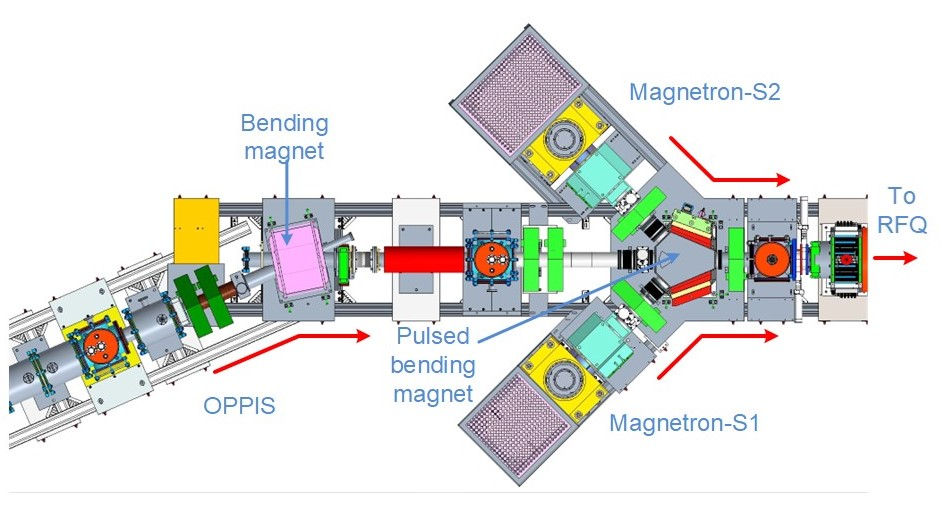 Magnetron-S2
Bending
magnet
To
RFQ
Pulsed
bending
magnet
OPPIS
Magnetron-S1